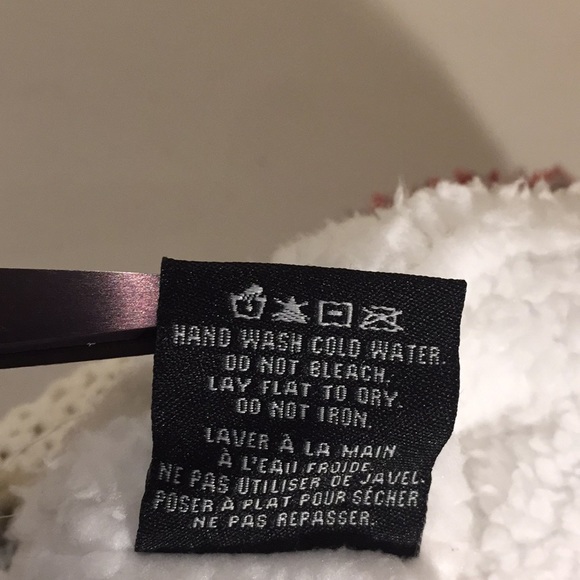 HAND WASH COLD WATER.
DO NOT BLEACH.
LAY FLAT TO DRY.
DO NOT IRON.
LAVER À LA MAIN
À L'EAU FROIDE.
NE PAS UTILISER DE JAVEL.
POSER À PLAT POUR SÉCHER
NE PAS REPASSER.